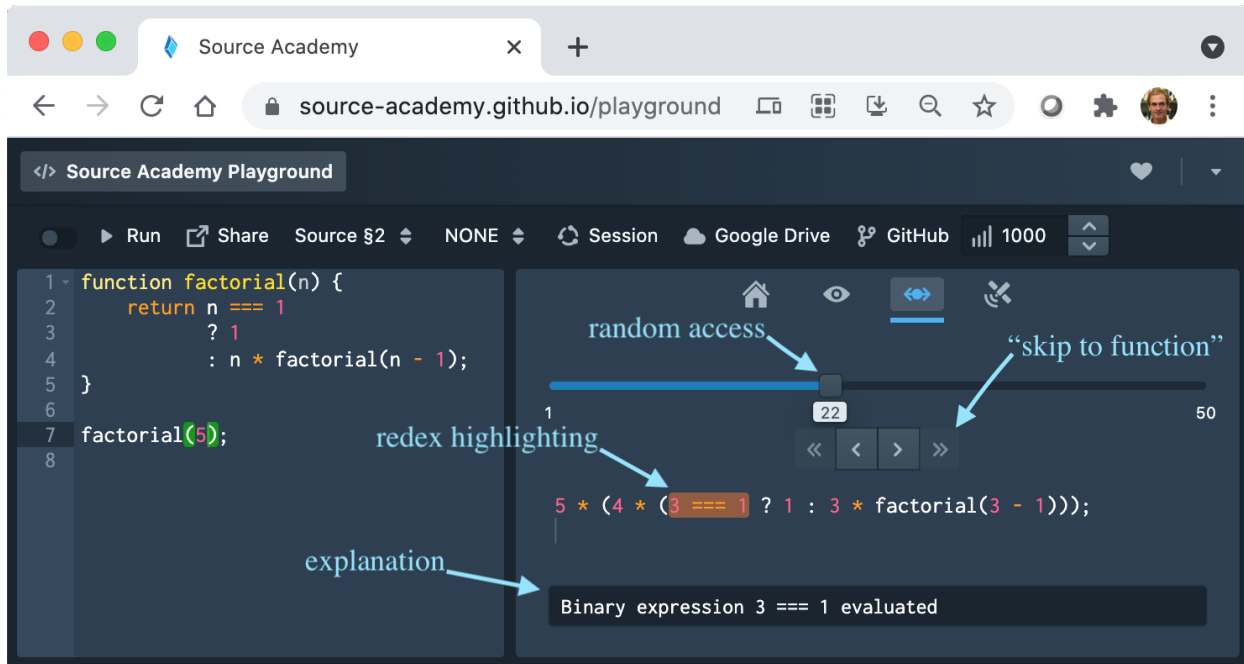 Source Academy
source-academy.github.io/playground
</> Source Academy Playground
Run Share Source §2 NONE Session Google Drive GitHub 1000
1 function factorial(n) {
2     return n === 1
3            ? 1
4            : n * factorial(n - 1);
5 }
6
7 factorial(5);
8
random access
“skip to function”
1 22 50
redex highlighting
5 * (4 * (3 === 1 ? 1 : 3 * factorial(3 - 1)));
explanation
Binary expression 3 === 1 evaluated